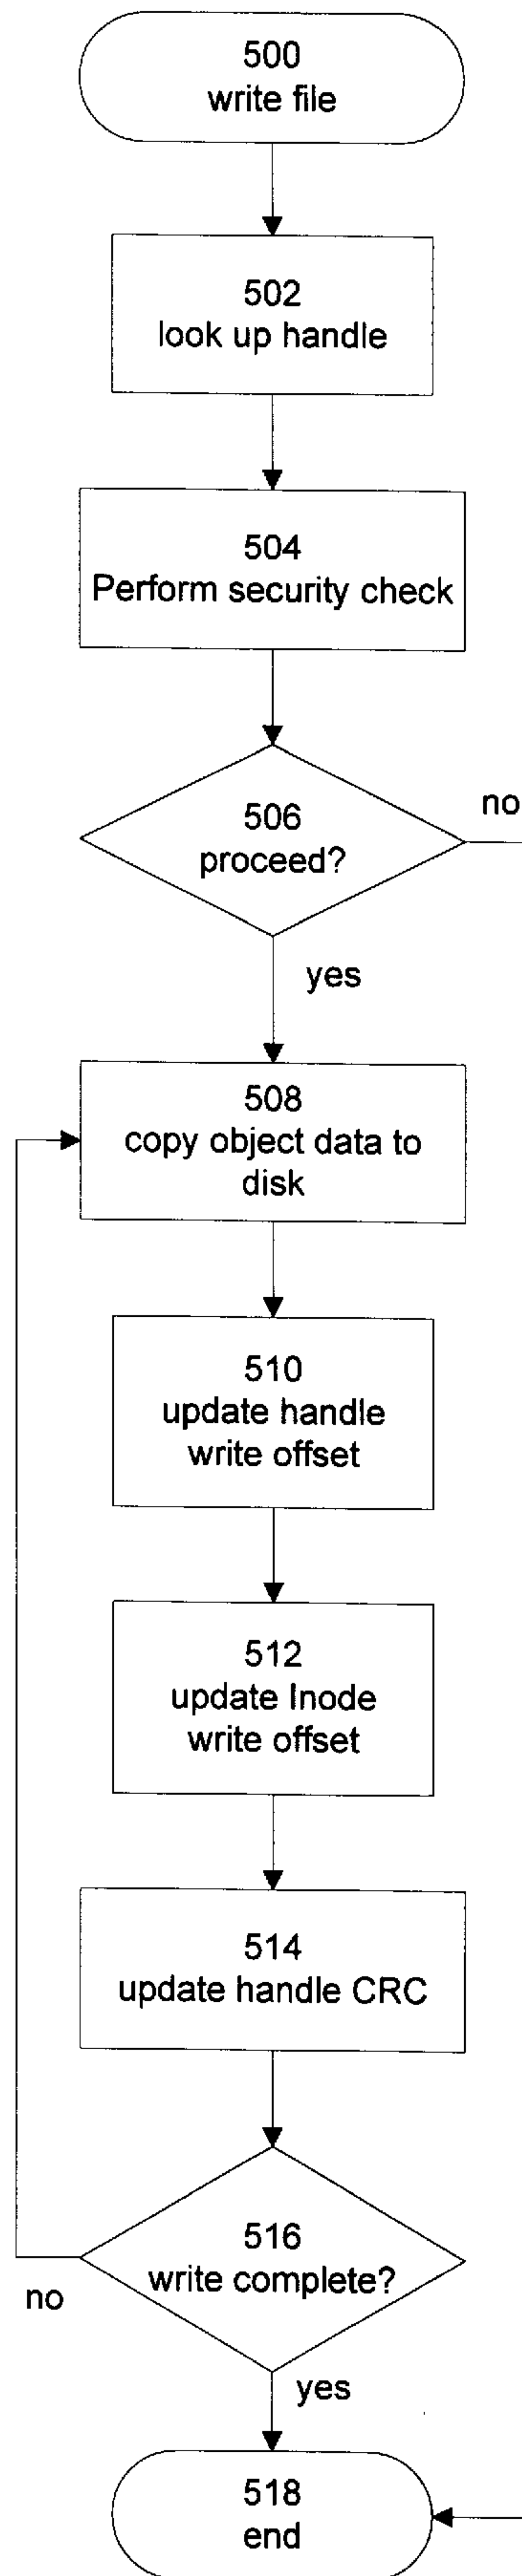 500
write file
502
look up handle
504
Perform security check
506
proceed?
no
yes
508
copy object data to
disk
510
update handle
write offset
512
update Inode
write offset
514
update handle CRC
516
write complete?
no
yes
518
end